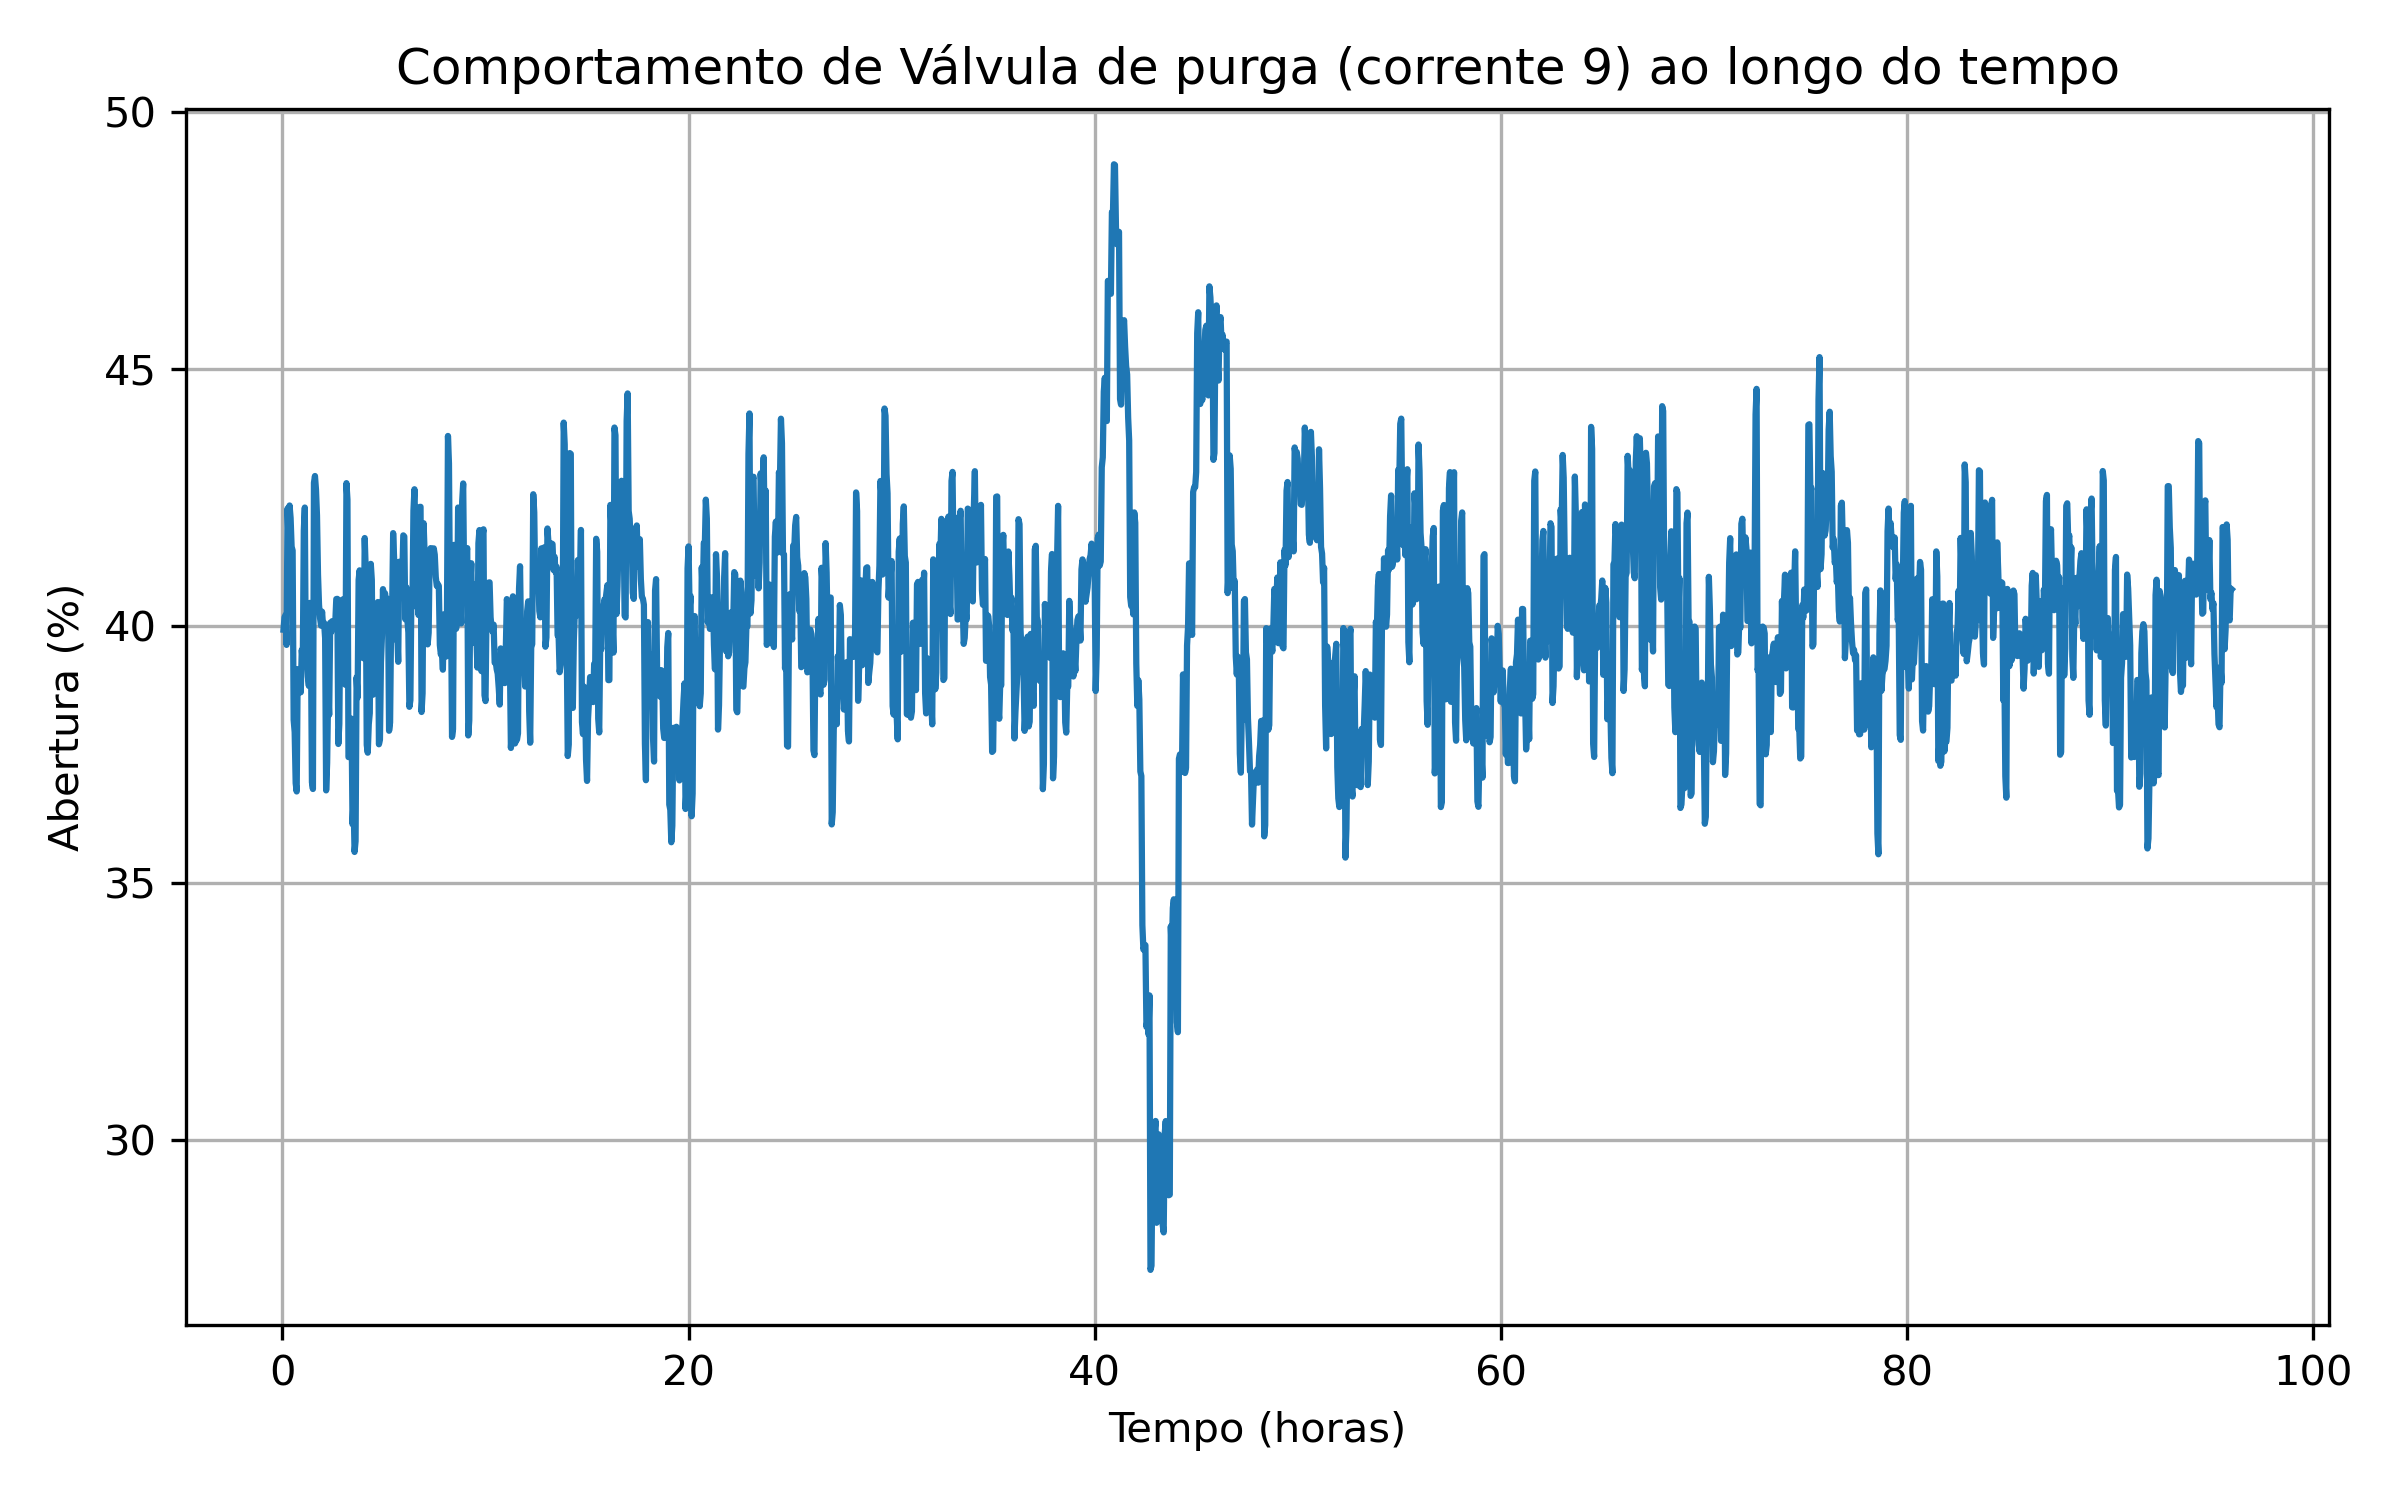 Comportamento de Válvula de purga (corrente 9) ao longo do tempo
50
45
40
35
30
Abertura (%)
0 20 40 60 80 100
Tempo (horas)